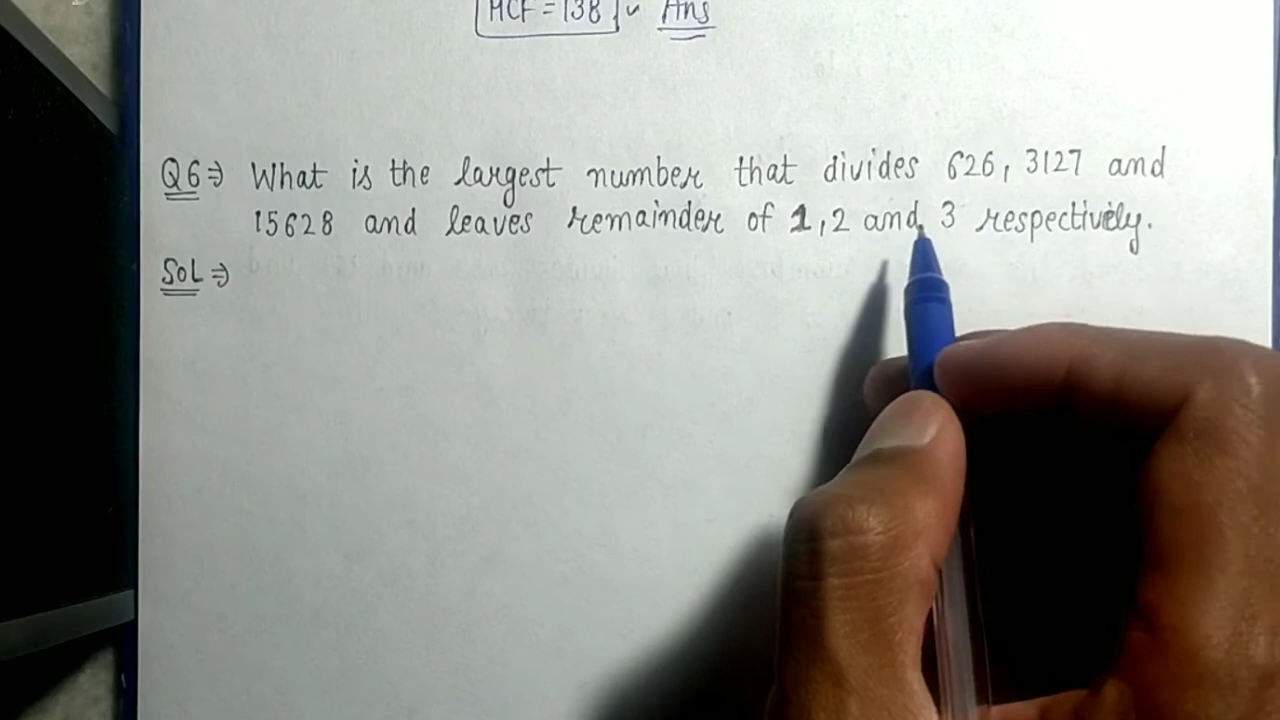 HCF = 138 Ans
Q6⇒ What is the largest number that divides 626, 3127 and
15628 and leaves remainder of 1, 2 and 3 respectively.
SOL⇒